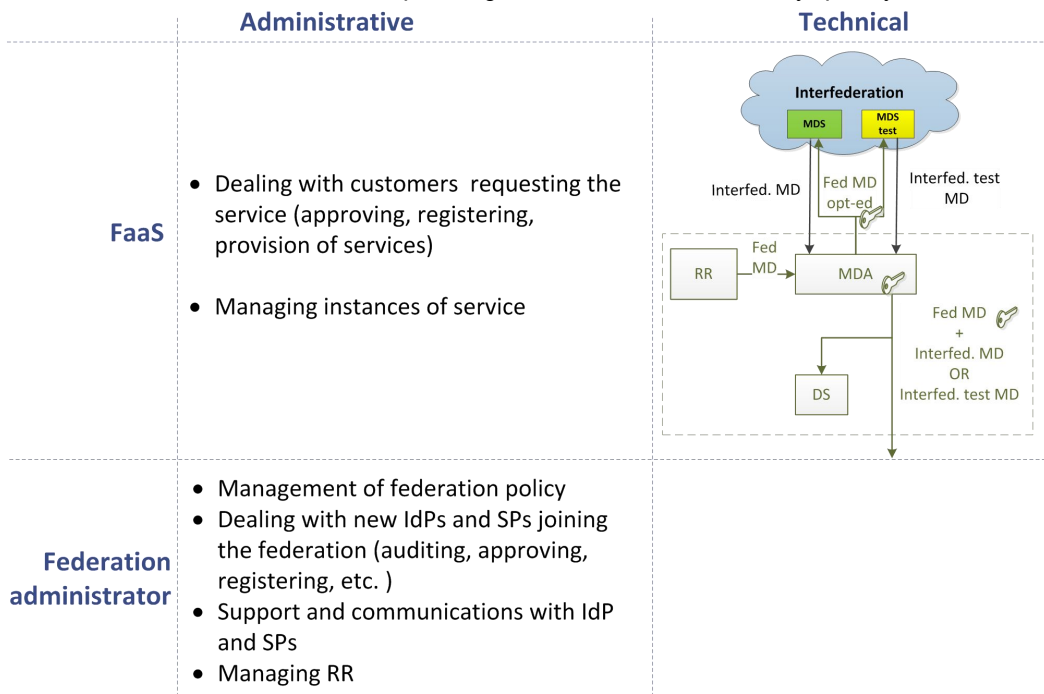 Administrative
Technical
FaaS
• Dealing with customers  requesting the
service (approving, registering,
provision of services)
• Managing instances of service
Interfederation
MDS
MDS
test
Interfed. MD
Fed MD
opt-ed
Interfed. test
MD
RR
Fed
MD
MDA
Fed MD
+
Interfed. MD
OR
Interfed. test MD
DS
Federation
administrator
• Management of federation policy
• Dealing with new IdPs and SPs joining
the federation (auditing, approving,
registering, etc. )
• Support and communications with IdP
and SPs
• Managing RR